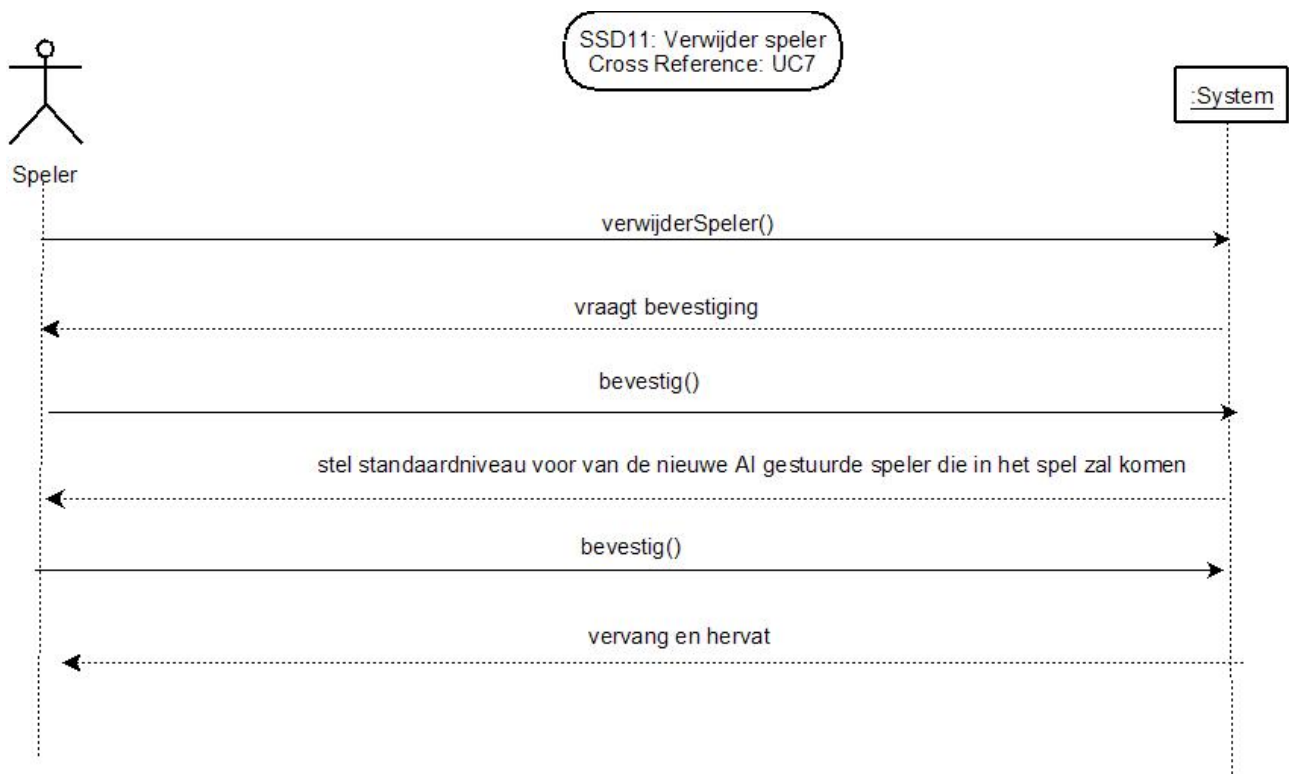 SSD11: Verwijder speler
Cross Reference: UC7
:System
Speler
verwijderSpeler()
vraagt bevestiging
bevestig()
stel standaardniveau voor van de nieuwe AI gestuurde speler die in het spel zal komen
bevestig()
vervang en hervat